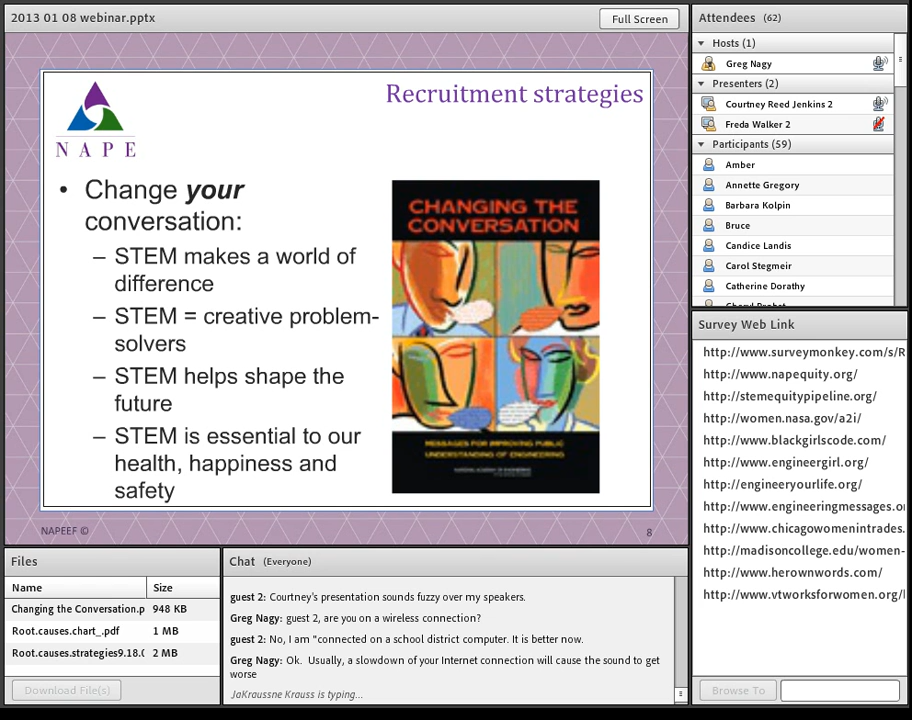 2013 01 08 webinar.pptx
Full Screen
Recruitment strategies
NAPE
• Change your
conversation:
– STEM makes a world of
difference
– STEM = creative problem-
solvers
– STEM helps shape the
future
– STEM is essential to our
health, happiness and
safety
CHANGING THE
CONVERSATION
MESSAGES FOR IMPROVING PUBLIC
UNDERSTANDING OF ENGINEERING
NAPEEF ©
8
Attendees (62)
Hosts (1)
Greg Nagy
Presenters (2)
Courtney Reed Jenkins 2
Freda Walker 2
Participants (59)
Amber
Annette Gregory
Barbara Kolpin
Bruce
Candice Landis
Carol Stegmeir
Catherine Dorathy
Survey Web Link
http://www.surveymonkey.com/s/R
http://www.napequity.org/
http://stemequitypipeline.org/
http://women.nasa.gov/a2i/
http://www.blackgirlscode.com/
http://www.engineergirl.org/
http://engineeryourlife.org/
http://www.engineeringmessages.o
http://www.chicagowomenintrades.
http://madisoncollege.edu/women-
http://www.herownwords.com/
http://www.vtworksforwomen.org/
Browse To
Files
Name Size
Changing the Conversation.p 948 KB
Root.causes.chart_.pdf 1 MB
Root.causes.strategies9.18.( 2 MB
Download File(s)
Chat (Everyone)
guest 2: Courtney's presentation sounds fuzzy over my speakers.
Greg Nagy: guest 2, are you on a wireless connection?
guest 2: No, I am "connected on a school district computer. It is better now.
Greg Nagy: Ok. Usually, a slowdown of your Internet connection will cause the sound to get
worse
JaKraussne Krauss is typing...